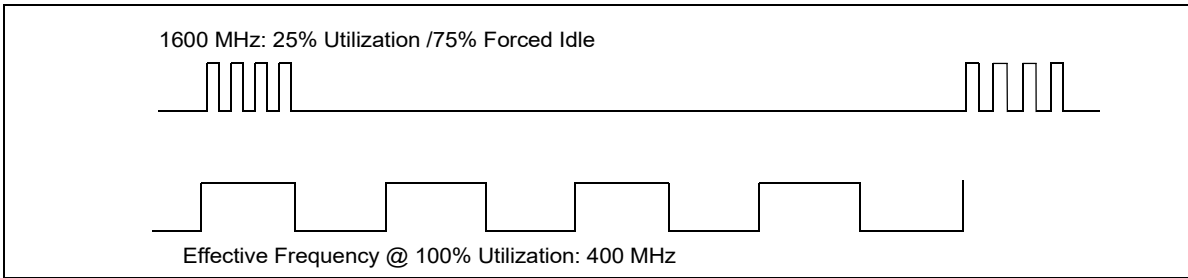 1600 MHz: 25% Utilization /75% Forced Idle
Effective Frequency @ 100% Utilization: 400 MHz